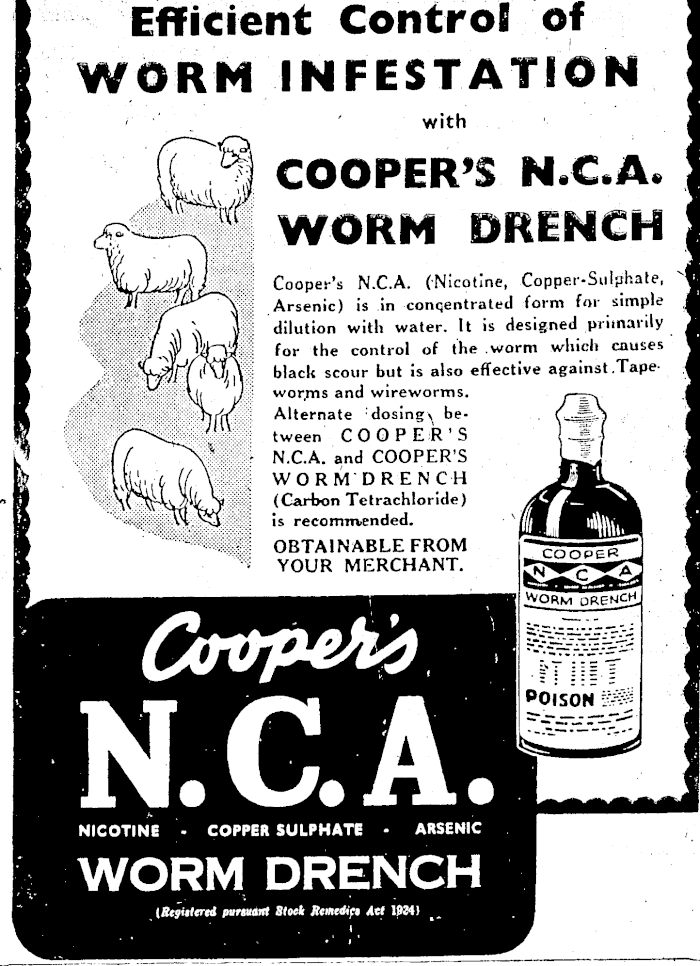 Efficient Control of
WORM INFESTATION
with
COOPER'S N.C.A.
WORM DRENCH
Cooper's N.C.A. (Nicotine, Copper-Sulphate,
Arsenic) is in concentrated form for simple
dilution with water. It is designed primarily
for the control of the worm which causes
black scour but is also effective against Tape-
worms and wireworms.
Alternate dosing be-
tween COOPER'S
N.C.A. and COOPER'S
WORM DRENCH
(Carbon Tetrachloride)
is recommended.
OBTAINABLE FROM
YOUR MERCHANT.
COOPER
N C A
WORM DRENCH
POISON
Cooper's
N.C.A.
NICOTINE - COPPER SULPHATE - ARSENIC
WORM DRENCH
(Registered pursuant Stock Remedies Act 1934)